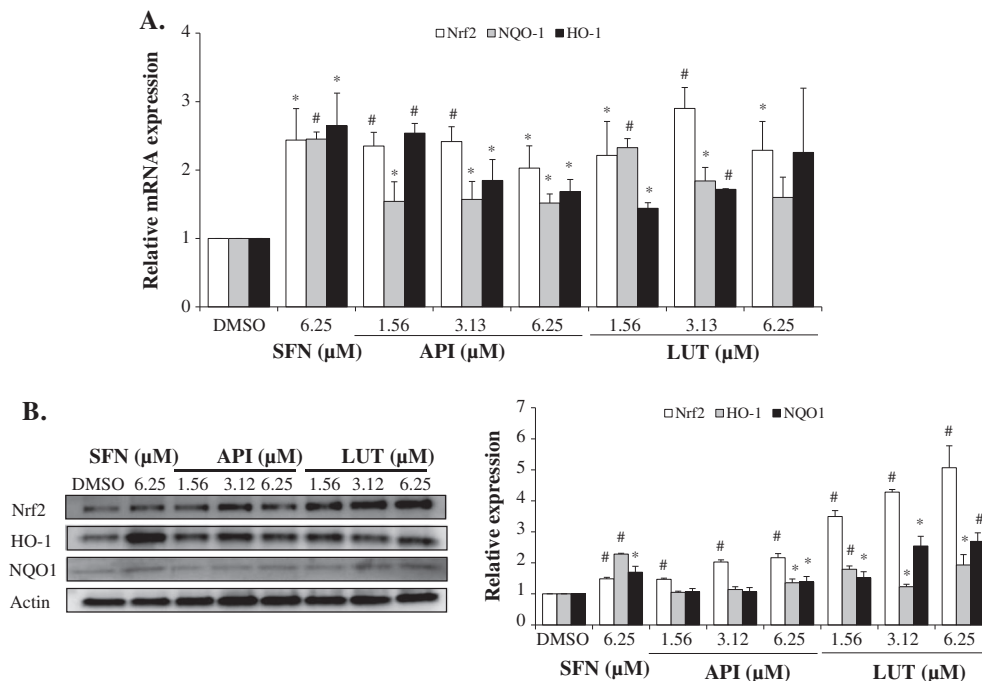 A.
Nrf2 NQO-1 HO-1
Relative mRNA expression
4
3
2
1
0
* # * # * # # * * * * * * # * # * # *
DMSO 6.25 1.56 3.13 6.25 1.56 3.13 6.25
SFN (µM) API (µM) LUT (µM)
B.
SFN (µM) API (µM) LUT (µM)
DMSO 6.25 1.56 3.12 6.25 1.56 3.12 6.25
Nrf2
HO-1
NQO1
Actin
Nrf2 HO-1 NQO1
Relative expression
7
6
5
4
3
2
1
0
# # * # # # * * # # * # * * # * #
DMSO 6.25 1.56 3.12 6.25 1.56 3.12 6.25
SFN (µM) API (µM) LUT (µM)